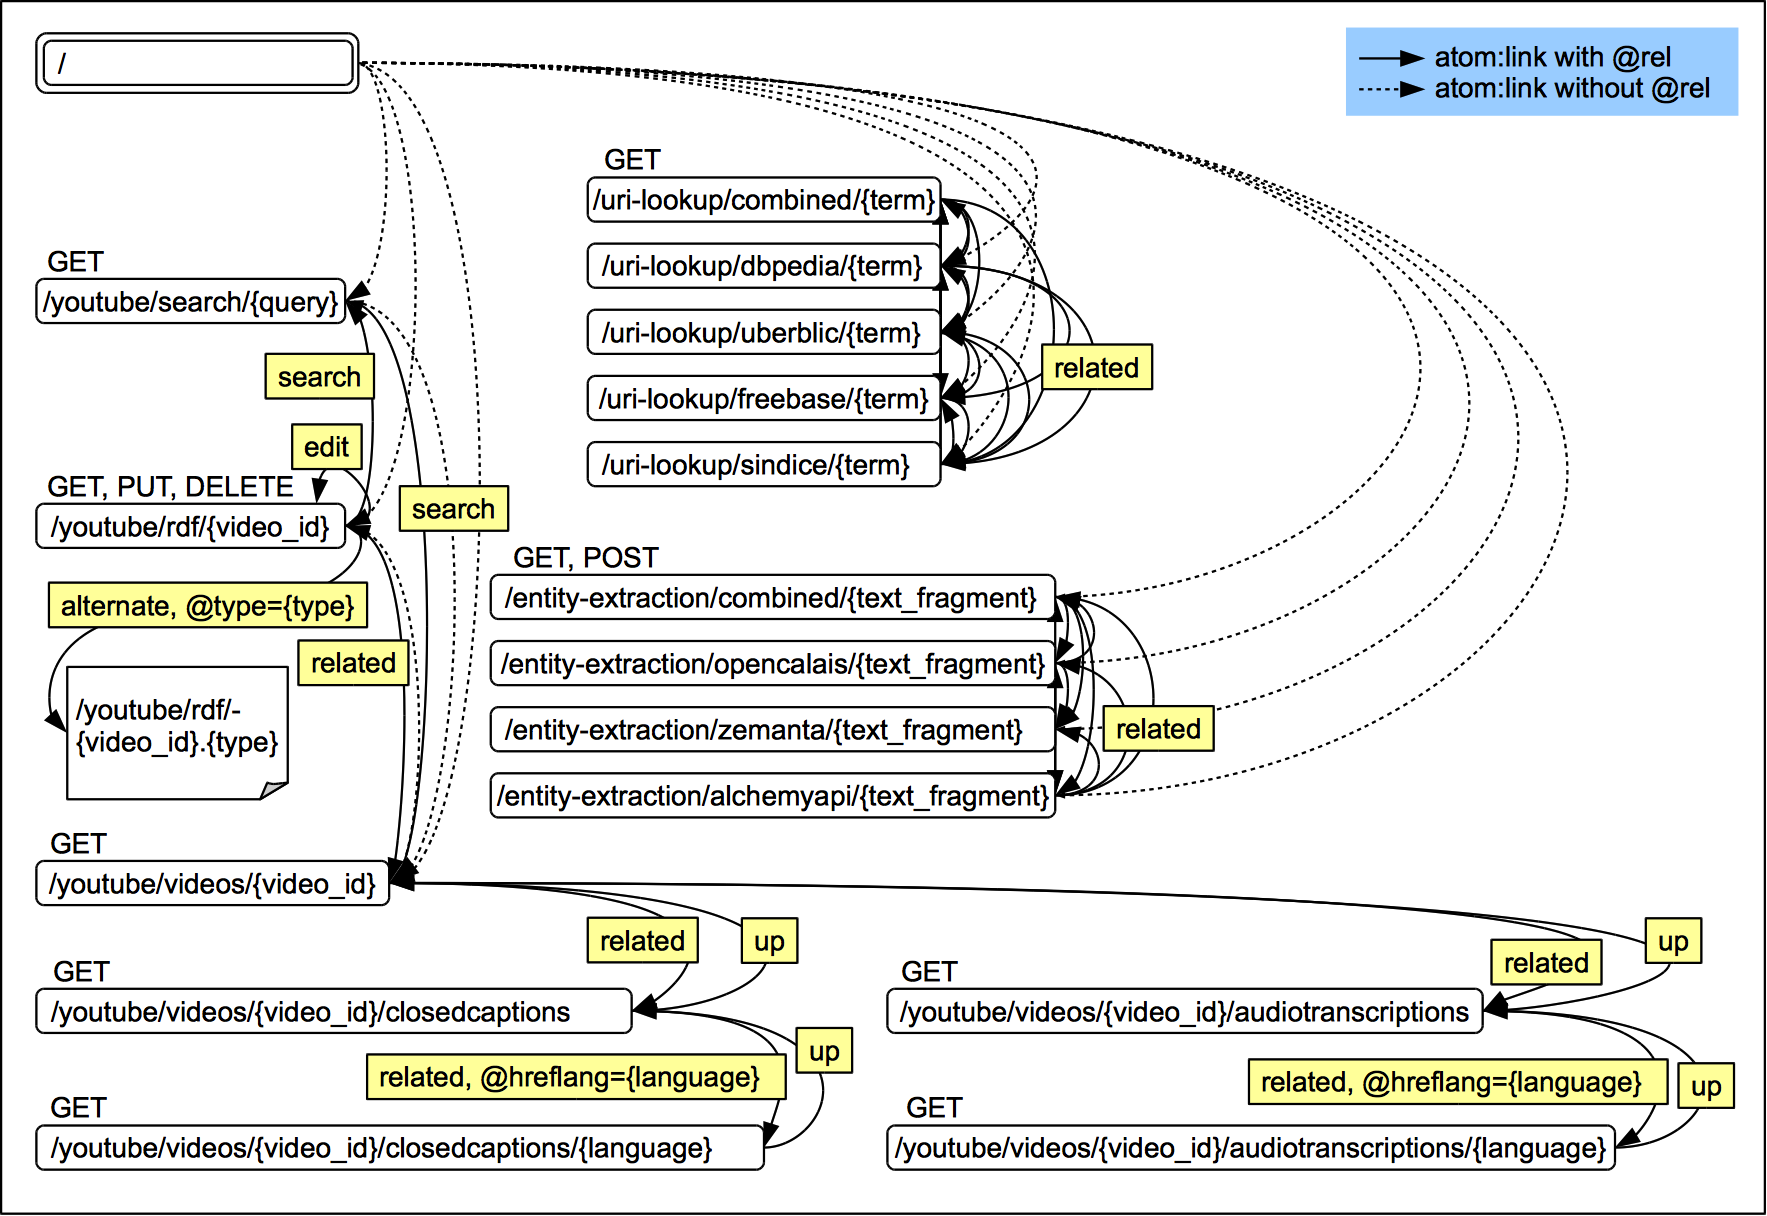 /
atom:link with @rel
atom:link without @rel
GET
/uri-lookup/combined/{term}
/uri-lookup/dbpedia/{term}
/uri-lookup/uberblic/{term}
/uri-lookup/freebase/{term}
/uri-lookup/sindice/{term}
related
GET
/youtube/search/{query}
search
edit
GET, PUT, DELETE
/youtube/rdf/{video_id}
search
alternate, @type={type}
related
/youtube/rdf/-
{video_id}.{type}
GET, POST
/entity-extraction/combined/{text_fragment}
/entity-extraction/opencalais/{text_fragment}
/entity-extraction/zemanta/{text_fragment}
/entity-extraction/alchemyapi/{text_fragment}
related
GET
/youtube/videos/{video_id}
related
up
GET
/youtube/videos/{video_id}/closedcaptions
up
related, @hreflang={language}
GET
/youtube/videos/{video_id}/closedcaptions/{language}
up
related
GET
/youtube/videos/{video_id}/audiotranscriptions
related, @hreflang={language}
up
GET
/youtube/videos/{video_id}/audiotranscriptions/{language}